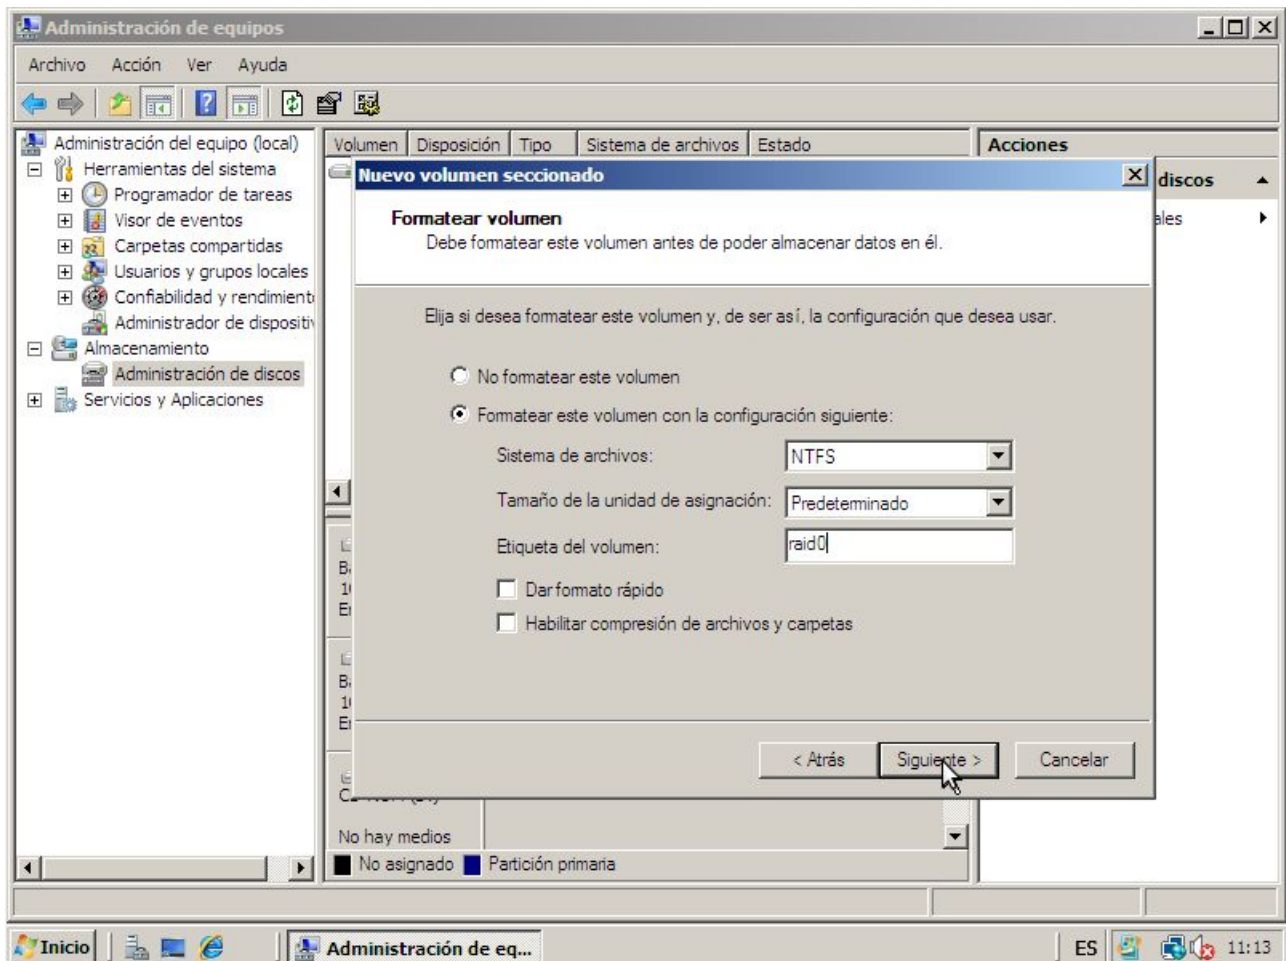 Administración de equipos
Archivo Acción Ver Ayuda
Administración del equipo (local)
Herramientas del sistema
Programador de tareas
Visor de eventos
Carpetas compartidas
Usuarios y grupos locales
Confiabilidad y rendimient
Administrador de dispositi
Almacenamiento
Administración de discos
Servicios y Aplicaciones
Volumen Disposición Tipo Sistema de archivos Estado
Acciones
discos
ales
Nuevo volumen seccionado
Formatear volumen
Debe formatear este volumen antes de poder almacenar datos en él.
Elija si desea formatear este volumen y, de ser así, la configuración que desea usar.
No formatear este volumen
Formatear este volumen con la configuración siguiente:
Sistema de archivos: NTFS
Tamaño de la unidad de asignación: Predeterminado
Etiqueta del volumen: raid0
Dar formato rápido
Habilitar compresión de archivos y carpetas
< Atrás Siguiente > Cancelar
No hay medios
No asignado Partición primaria
Inicio Administración de eq... ES 11:13